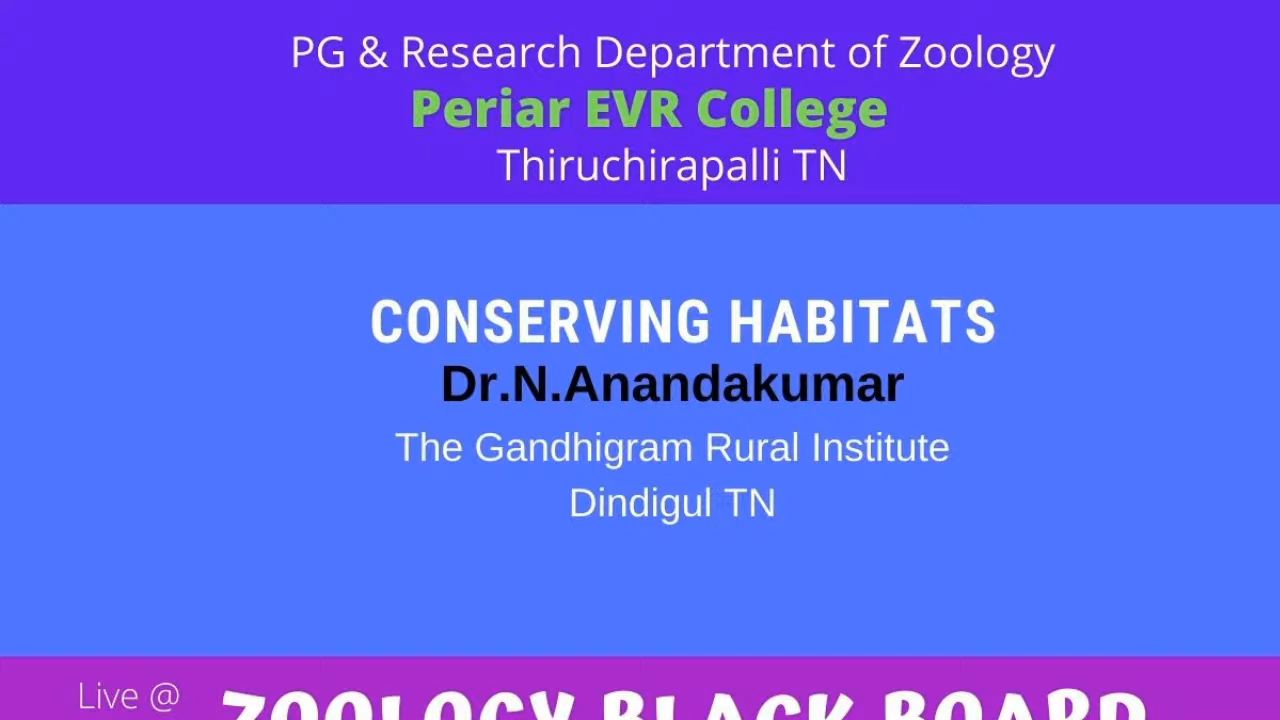 PG & Research Department of Zoology
Periar EVR College
Thiruchirapalli TN
CONSERVING HABITATS
Dr.N.Anandakumar
The Gandhigram Rural Institute
Dindigul TN
Live @ ZOOLOGY BLACK BOARD